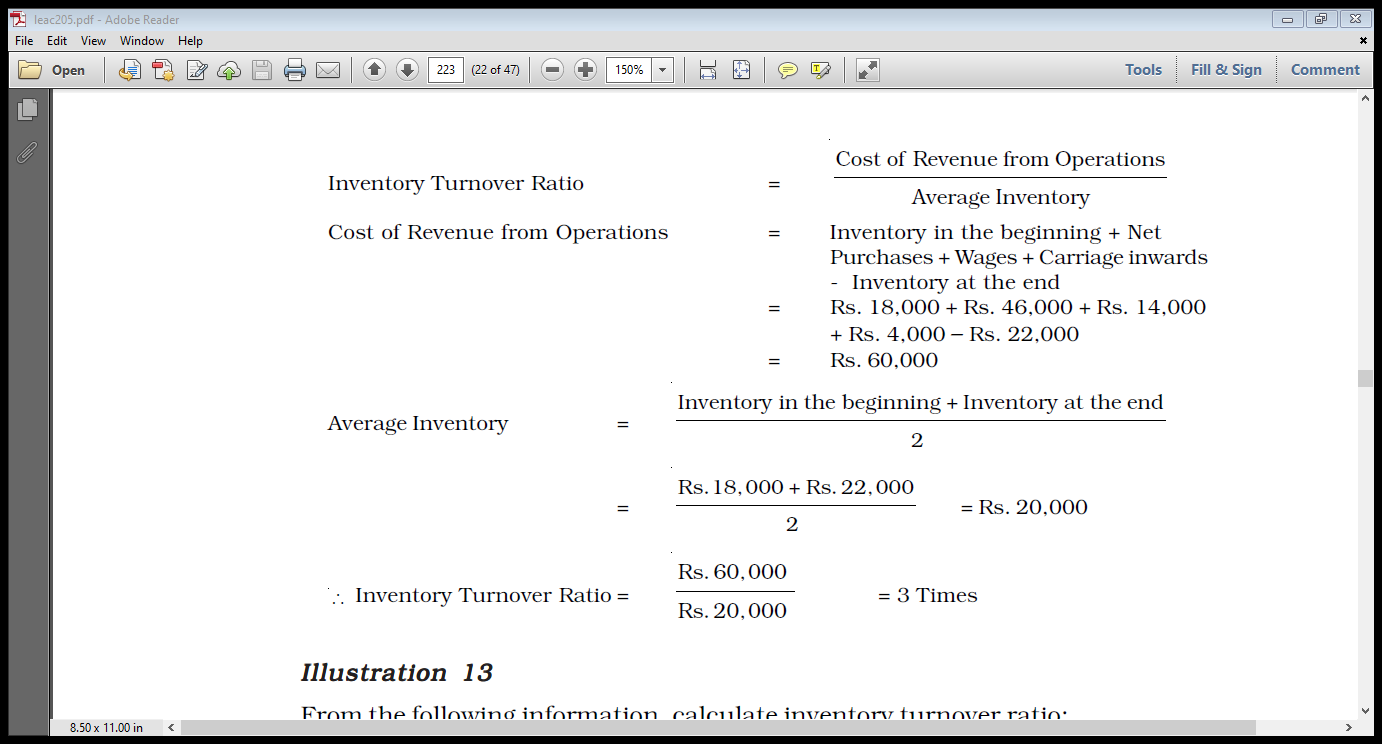 leac205.pdf - Adobe Reader
File Edit View Window Help
Open 223 (22 of 47) 150% Tools Fill & Sign Comment
Cost of Revenue from Operations
Inventory Turnover Ratio =
Average Inventory
Cost of Revenue from Operations = Inventory in the beginning + Net
Purchases + Wages + Carriage inwards
- Inventory at the end
= Rs. 18,000 + Rs. 46,000 + Rs. 14,000
+ Rs. 4,000 – Rs. 22,000
= Rs. 60,000
Inventory in the beginning + Inventory at the end
Average Inventory =
2
Rs. 18,000 + Rs. 22,000
= = Rs. 20,000
2
Rs. 60,000
∴ Inventory Turnover Ratio = = 3 Times
Rs. 20,000
Illustration 13
From the following information, calculate inventory turnover ratio:
8.50 x 11.00 in